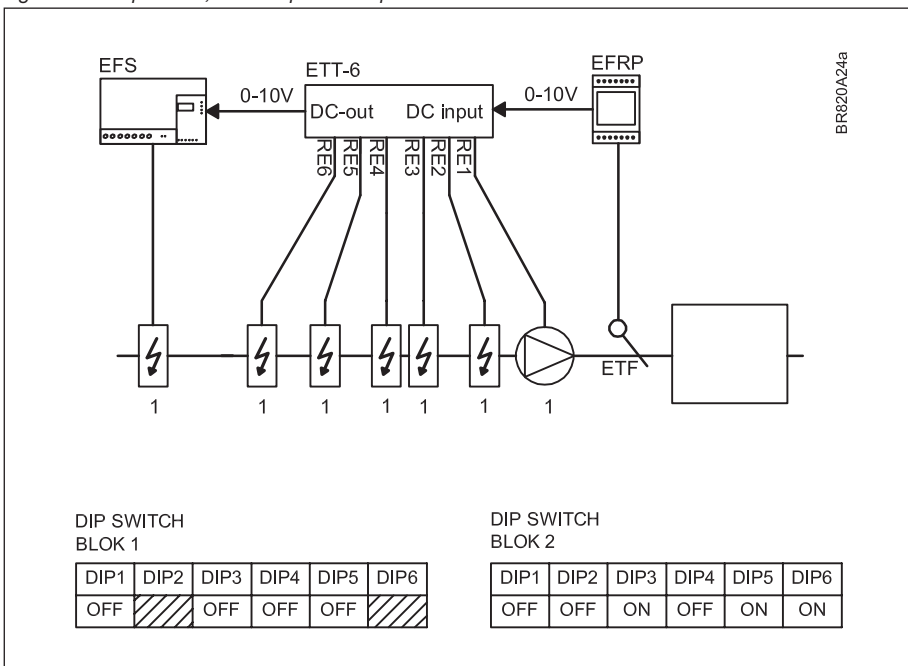 EFS
ETT-6
EFRP
0-10V
0-10V
DC-out
DC input
RE6
RE5
RE4
RE3
RE2
RE1
BR820A24a
ETF
1
1
1
1
1
1
1
DIP SWITCH
BLOK 1
DIP1 DIP2 DIP3 DIP4 DIP5 DIP6
OFF OFF OFF OFF
DIP SWITCH
BLOK 2
DIP1 DIP2 DIP3 DIP4 DIP5 DIP6
OFF OFF ON OFF ON ON